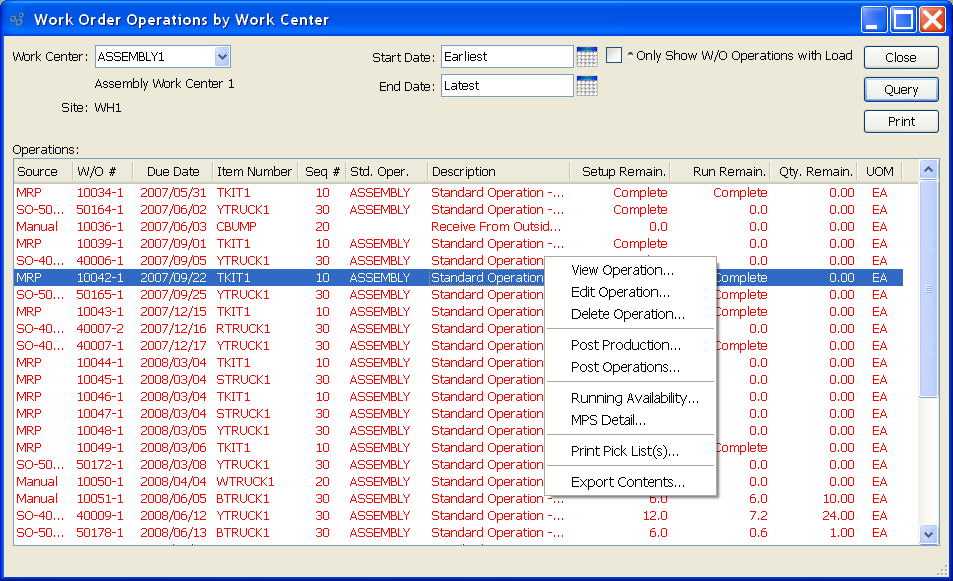 Work Order Operations by Work Center
Work Center: ASSEMBLY1 Start Date: Earliest ^ Only Show W/O Operations with Load Close
Assembly Work Center 1 End Date: Latest Query
Site: WH1 Print
Operations:
Source W/O # Due Date Item Number Seq # Std. Oper. Description Setup Remain. Run Remain. Qty. Remain. UOM
MRP 10034-1 2007/05/31 TKIT1 10 ASSEMBLY Standard Operation -... Complete Complete 0.00 EA
SO-50... 50164-1 2007/06/02 YTRUCK1 30 ASSEMBLY Standard Operation -... Complete 0.0 0.00 EA
Manual 10036-1 2007/06/03 CBUMP 20 Receive From Outsid... 0.0 0.0 0.00 EA
MRP 10039-1 2007/09/01 TKIT1 10 ASSEMBLY Standard Operation -... Complete 0.0 0.00 EA
SO-40... 40006-1 2007/09/05 YTRUCK1 30 ASSEMBLY Standard Operation -... 0.0 0.0 0.00 EA
MRP 10042-1 2007/09/22 TKIT1 10 ASSEMBLY Standard Operation Complete 0.00 EA
SO-50... 50165-1 2007/09/25 YTRUCK1 30 ASSEMBLY Standard Operation 0.0 0.00 EA
MRP 10043-1 2007/12/15 TKIT1 10 ASSEMBLY Standard Operation Complete 0.00 EA
SO-40... 40007-2 2007/12/16 RTRUCK1 30 ASSEMBLY Standard Operation 0.0 0.00 EA
SO-40... 40007-1 2007/12/17 YTRUCK1 30 ASSEMBLY Standard Operation Complete 0.00 EA
MRP 10044-1 2008/03/04 TKIT1 10 ASSEMBLY Standard Operation 0.0 0.00 EA
MRP 10045-1 2008/03/04 STRUCK1 30 ASSEMBLY Standard Operation 0.0 0.00 EA
MRP 10046-1 2008/03/04 TKIT1 10 ASSEMBLY Standard Operation 0.0 0.00 EA
MRP 10047-1 2008/03/04 STRUCK1 30 ASSEMBLY Standard Operation 0.0 0.00 EA
MRP 10048-1 2008/03/05 YTRUCK1 30 ASSEMBLY Standard Operation 0.0 0.00 EA
MRP 10049-1 2008/03/06 TKIT1 10 ASSEMBLY Standard Operation Complete 0.00 EA
SO-50... 50172-1 2008/03/08 YTRUCK1 30 ASSEMBLY Standard Operation 0.0 0.00 EA
Manual 10050-1 2008/04/04 WTRUCK1 20 ASSEMBLY Standard Operation 0.0 0.00 EA
Manual 10051-1 2008/06/05 BTRUCK1 30 ASSEMBLY Standard Operation -... 6.0 6.0 10.00 EA
SO-40... 40009-1 2008/06/12 YTRUCK1 30 ASSEMBLY Standard Operation -... 12.0 7.2 24.00 EA
SO-50... 50178-1 2008/06/13 BTRUCK1 30 ASSEMBLY Standard Operation -... 6.0 0.6 1.00 EA
View Operation...
Edit Operation...
Delete Operation...
Post Production...
Post Operations...
Running Availability...
MPS Detail...
Print Pick List(s)...
Export Contents...